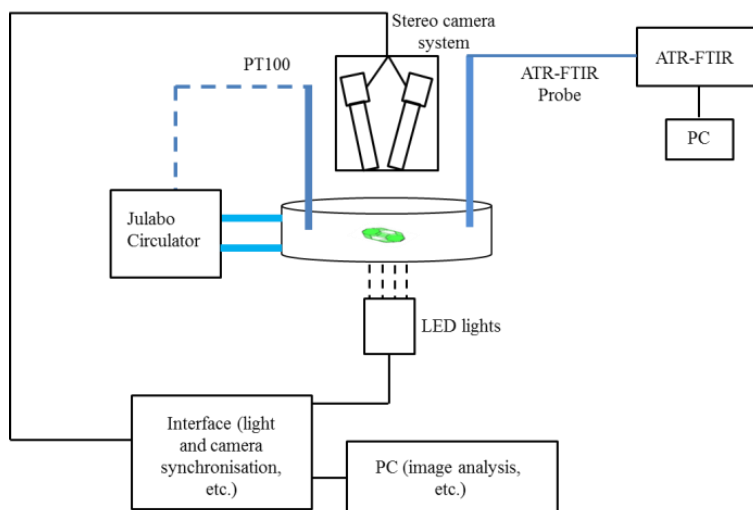 Stereo camera
system
PT100
ATR-FTIR
Probe
ATR-FTIR
PC
Julabo
Circulator
LED lights
Interface (light
and camera
synchronisation,
etc.)
PC (image analysis,
etc.)